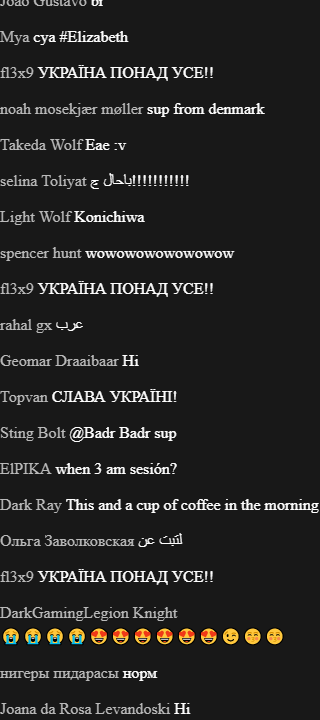 João Gustavo br
Mya cya #Elizabeth
fl3x9 УКРАЇНА ПОНАД УСЕ!!
noah mosekjær møller sup from denmark
Takeda Wolf Eae :v
selina Toliyat باحال ج!!!!!!!!!!!
Light Wolf Konichiwa
spencer hunt wowowowowowowow
fl3x9 УКРАЇНА ПОНАД УСЕ!!
rahal gx عرب
Geomar Draaibaar Hi
Topvan СЛАВА УКРАЇНІ!
Sting Bolt @Badr Badr sup
ElPIKA when 3 am sesión?
Dark Ray This and a cup of coffee in the morning
Ольга Заволковская عن
fl3x9 УКРАЇНА ПОНАД УСЕ!!
DarkGamingLegion Knight
😭😭😭😭😍😍😍😍😍😍😍😉😚😚
нигеры пидарасы норм
Joana da Rosa Levandoski Hi